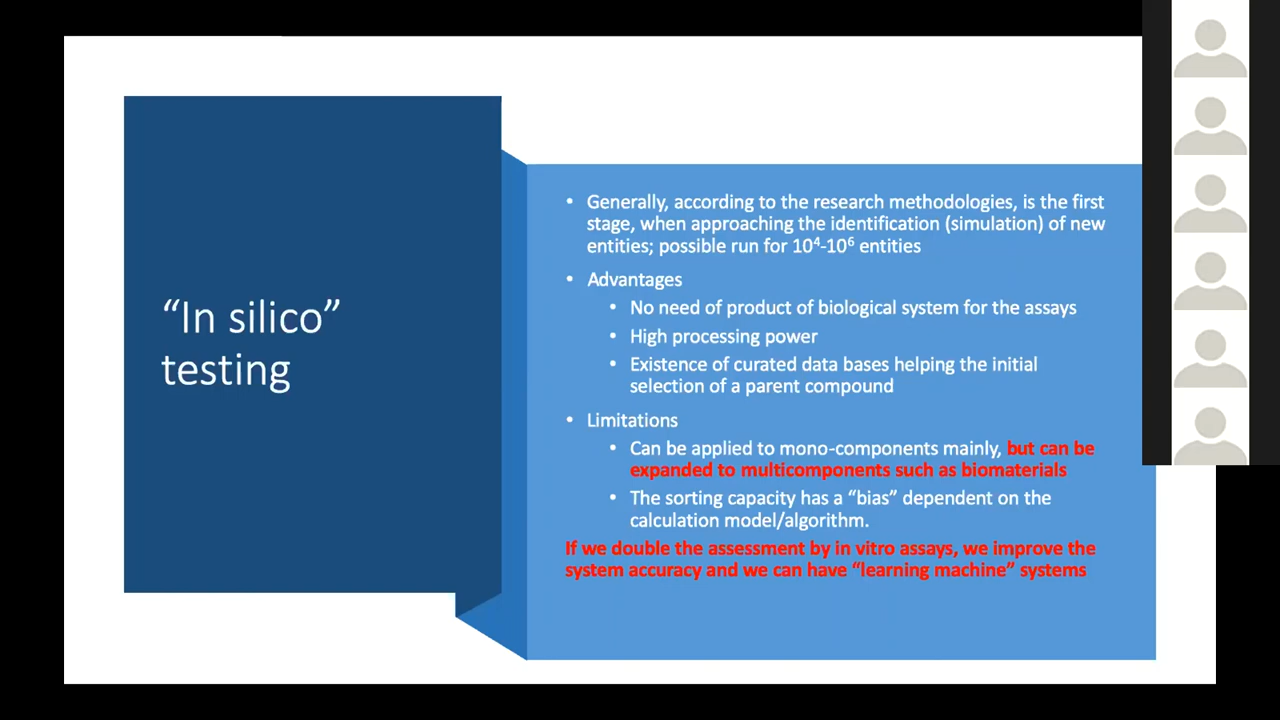 “In silico”
testing
• Generally, according to the research methodologies, is the first
stage, when approaching the identification (simulation) of new
entities; possible run for 10⁴-10⁶ entities
• Advantages
• No need of product of biological system for the assays
• High processing power
• Existence of curated data bases helping the initial
selection of a parent compound
• Limitations
• Can be applied to mono-components mainly, but can be
expanded to multicomponents such as biomaterials
• The sorting capacity has a “bias” dependent on the
calculation model/algorithm.
If we double the assessment by in vitro assays, we improve the
system accuracy and we can have “learning machine” systems